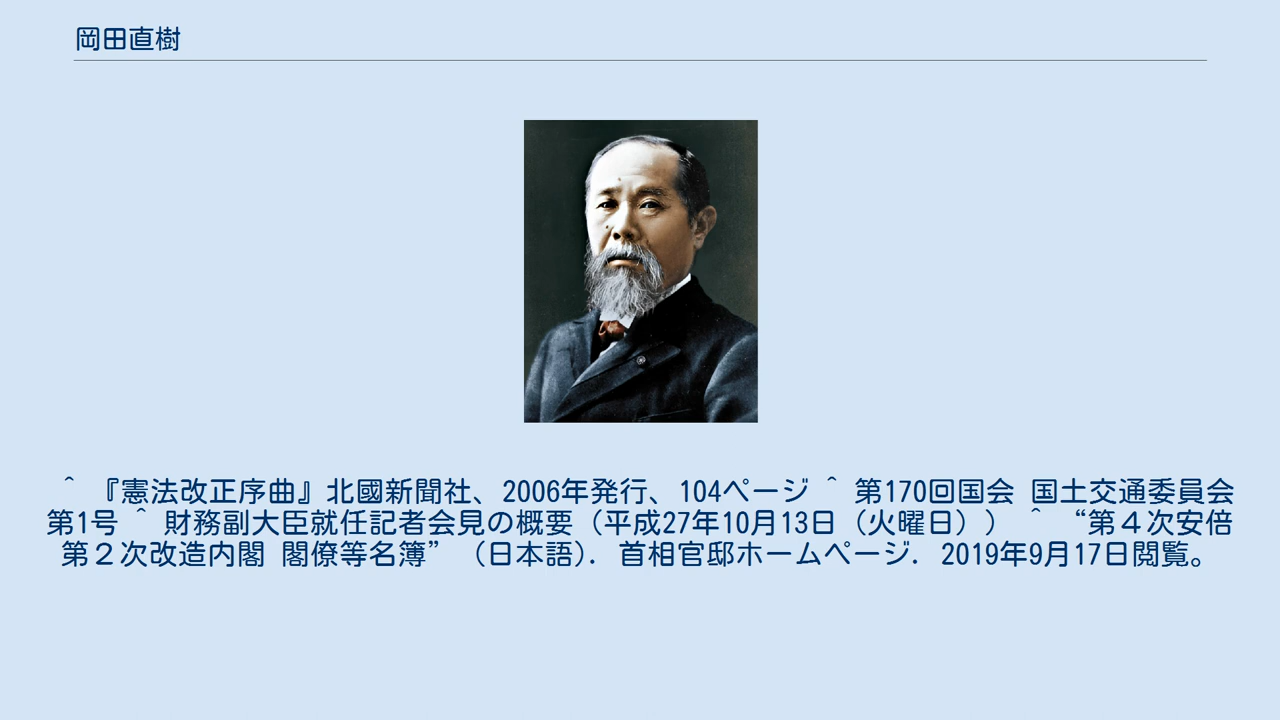 岡田直樹
^ 『憲法改正序曲』北國新聞社、2006年発行、104ページ ^ 第170回国会 国土交通委員会
第1号 ^ 財務副大臣就任記者会見の概要（平成27年10月13日（火曜日）） ^ “第４次安倍
第２次改造内閣 閣僚等名簿” （日本語）. 首相官邸ホームページ. 2019年9月17日閲覧。